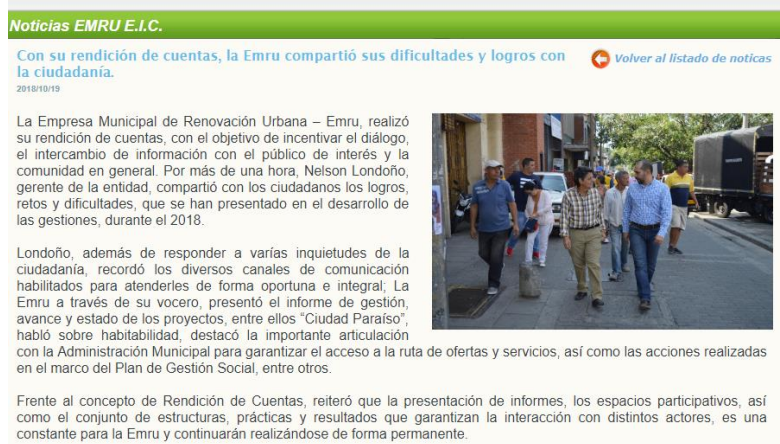 Noticias EMRU E.I.C.
Con su rendición de cuentas, la Emru compartió sus dificultades y logros con
la ciudadanía.
Volver al listado de noticas
2018/10/19
La Empresa Municipal de Renovación Urbana – Emru, realizó
su rendición de cuentas, con el objetivo de incentivar el diálogo,
el intercambio de información con el público de interés y la
comunidad en general. Por más de una hora, Nelson Londoño,
gerente de la entidad, compartió con los ciudadanos los logros,
retos y dificultades, que se han presentado en el desarrollo de
las gestiones, durante el 2018.
Londoño, además de responder a varías inquietudes de la
ciudadanía, recordó los diversos canales de comunicación
habilitados para atenderles de forma oportuna e integral; La
Emru a través de su vocero, presentó el informe de gestión,
avance y estado de los proyectos, entre ellos “Ciudad Paraíso”,
habló sobre habitabilidad, destacó la importante articulación
con la Administración Municipal para garantizar el acceso a la ruta de ofertas y servicios, así como las acciones realizadas
en el marco del Plan de Gestión Social, entre otros.
Frente al concepto de Rendición de Cuentas, reiteró que la presentación de informes, los espacios participativos, así
como el conjunto de estructuras, prácticas y resultados que garantizan la interacción con distintos actores, es una
constante para la Emru y continuarán realizándose de forma permanente.